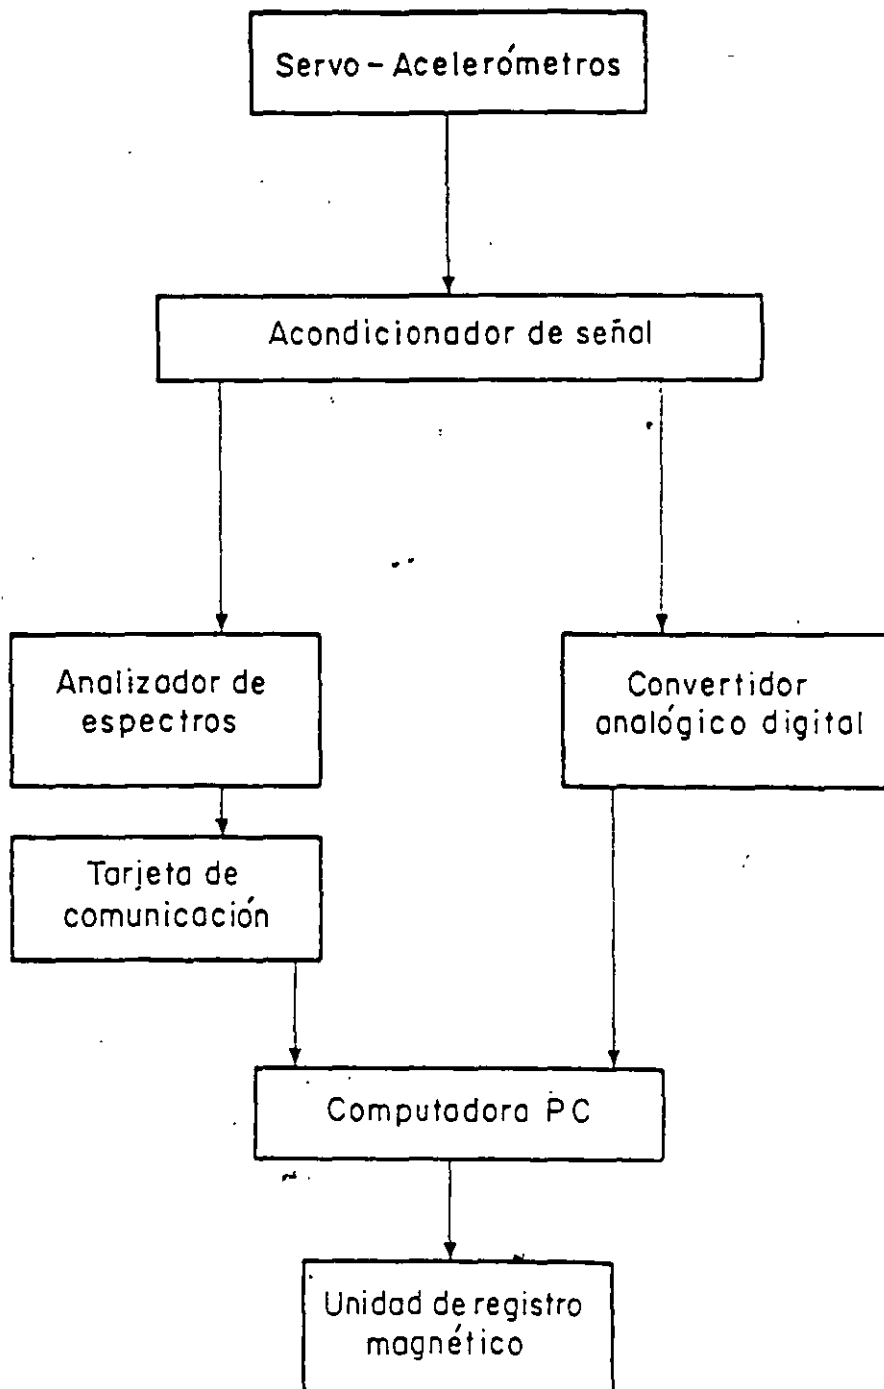 Servo-Acelerómetros
Acondicionador de señal
Analizador de
espectros
Convertidor
analógico digital
Tarjeta de
comunicación
Computadora PC
Unidad de registro
magnético